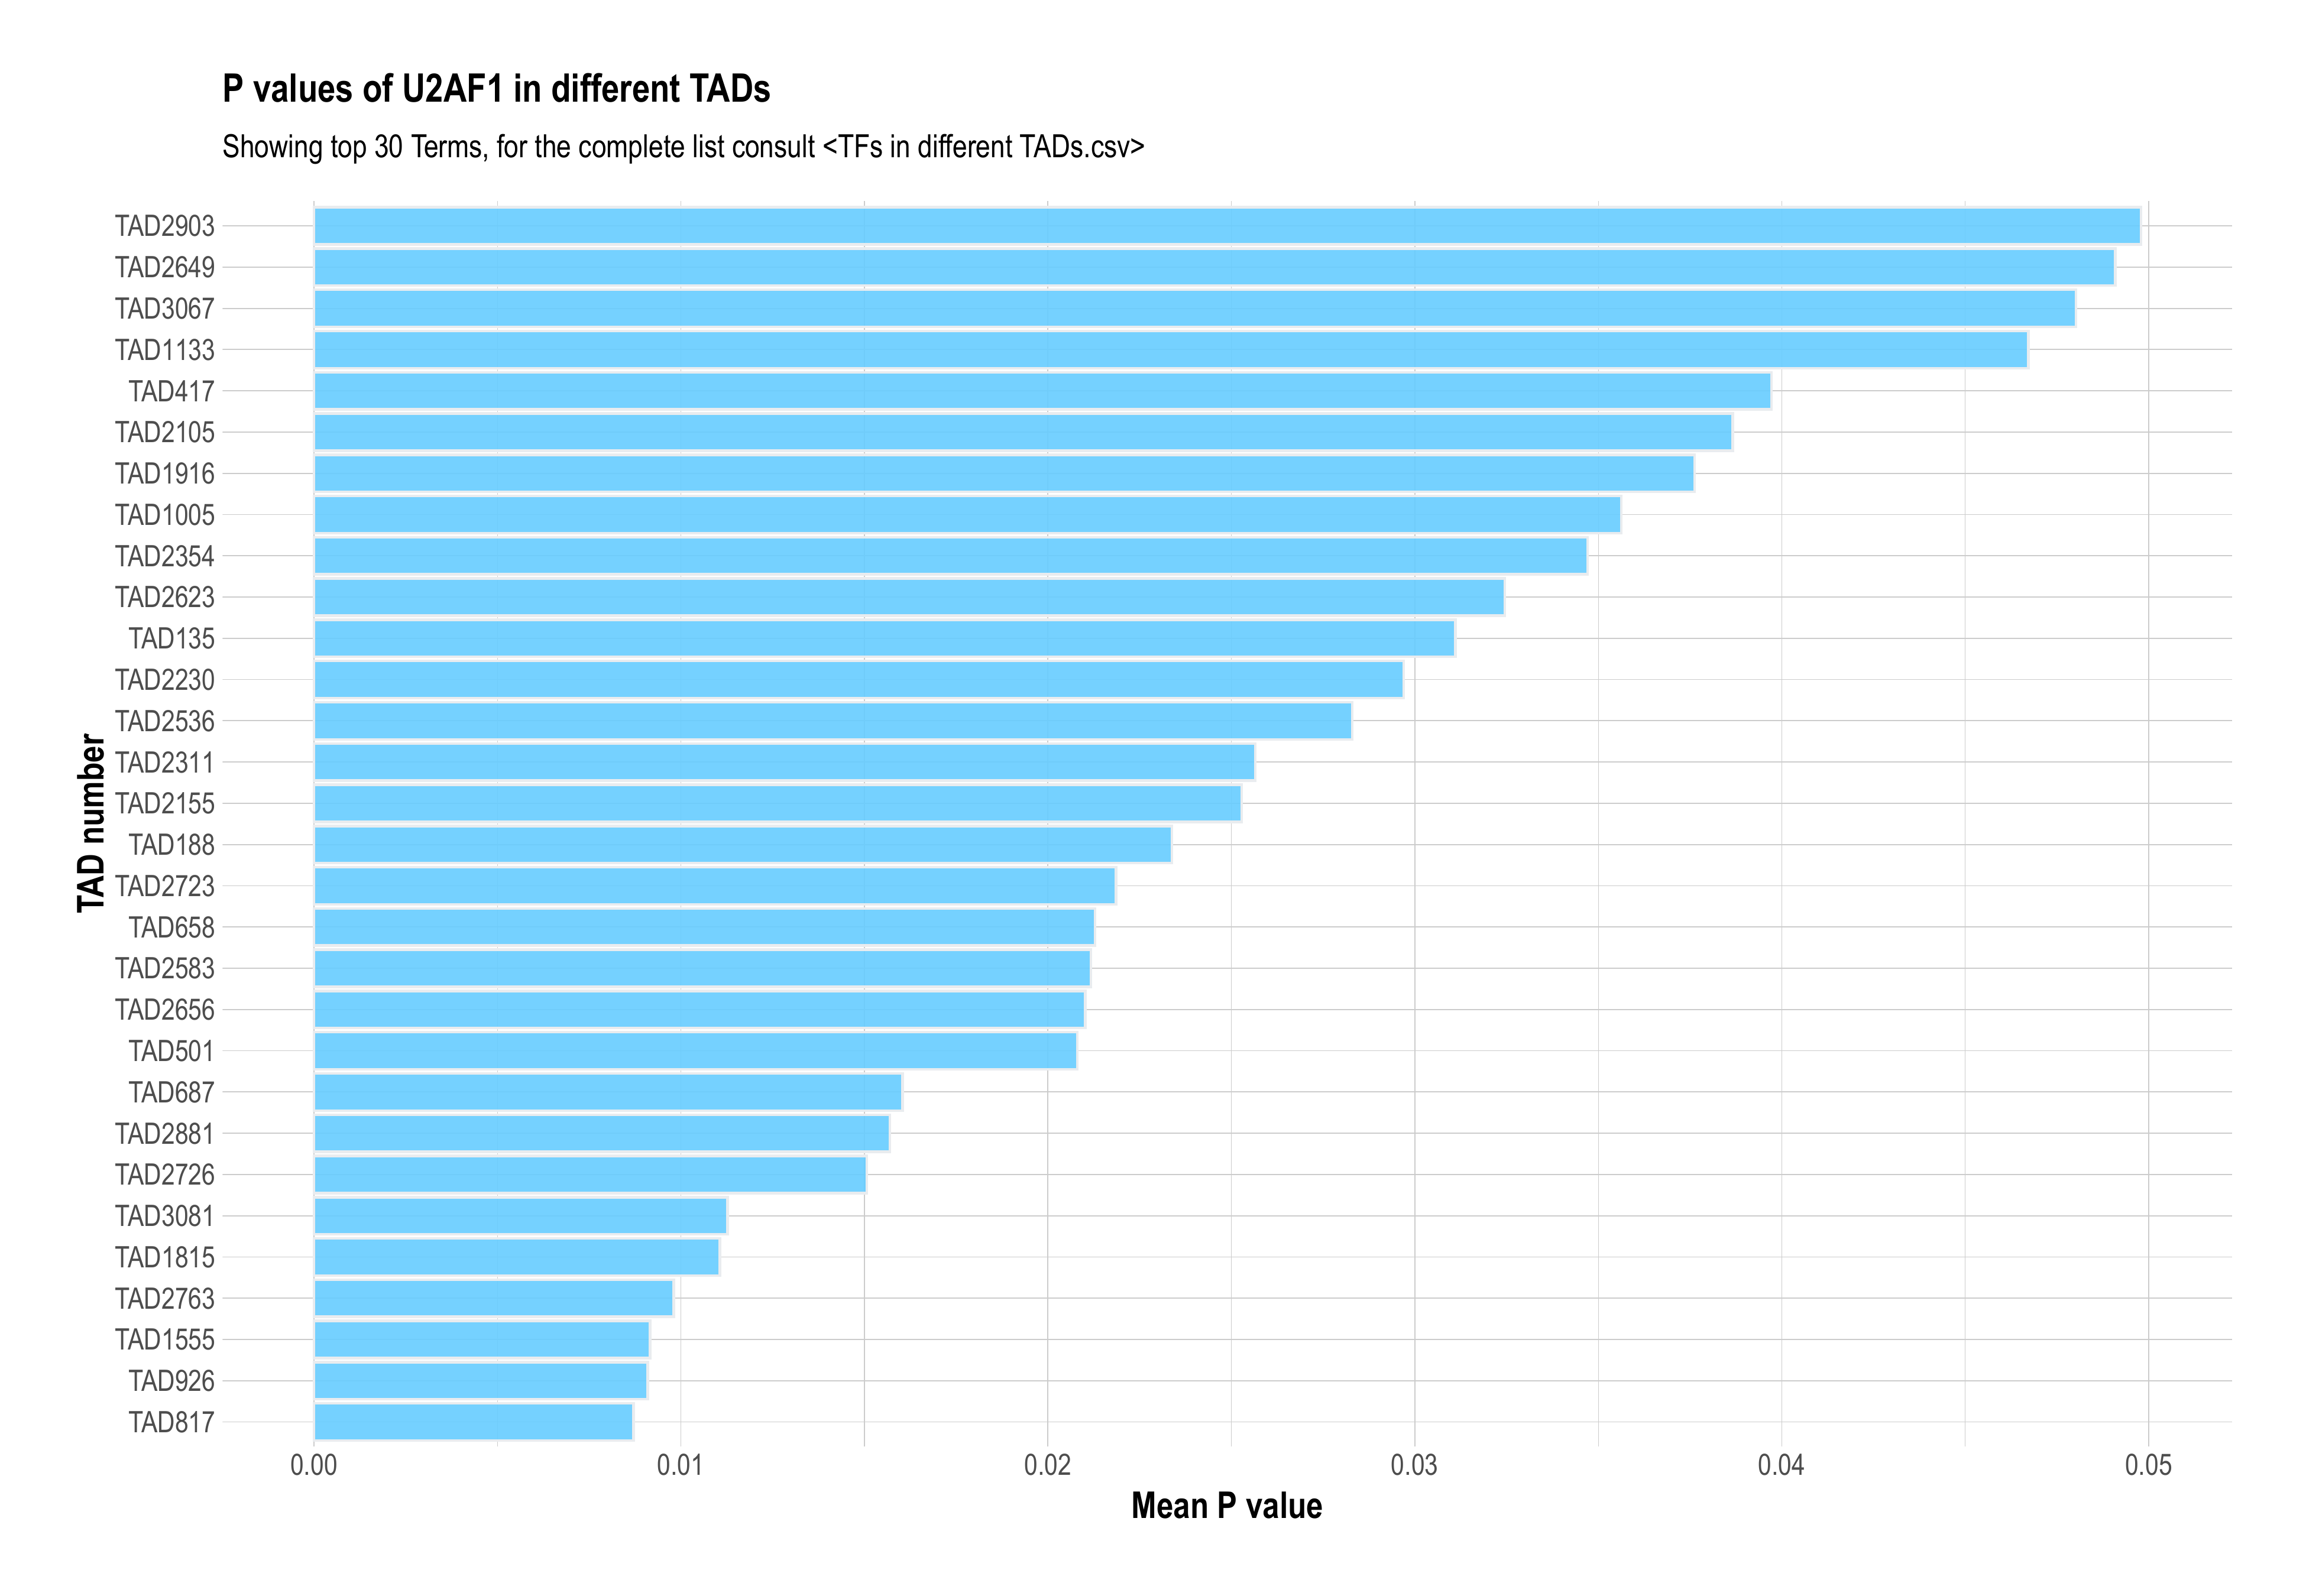 P values of U2AF1 in different TADs
Showing top 30 Terms, for the complete list consult <TFs in different TADs.csv>
TAD number
TAD2903
TAD2649
TAD3067
TAD1133
TAD417
TAD2105
TAD1916
TAD1005
TAD2354
TAD2623
TAD135
TAD2230
TAD2536
TAD2311
TAD2155
TAD188
TAD2723
TAD658
TAD2583
TAD2656
TAD501
TAD687
TAD2881
TAD2726
TAD3081
TAD1815
TAD2763
TAD1555
TAD926
TAD817
0.00 0.01 0.02 0.03 0.04 0.05
Mean P value